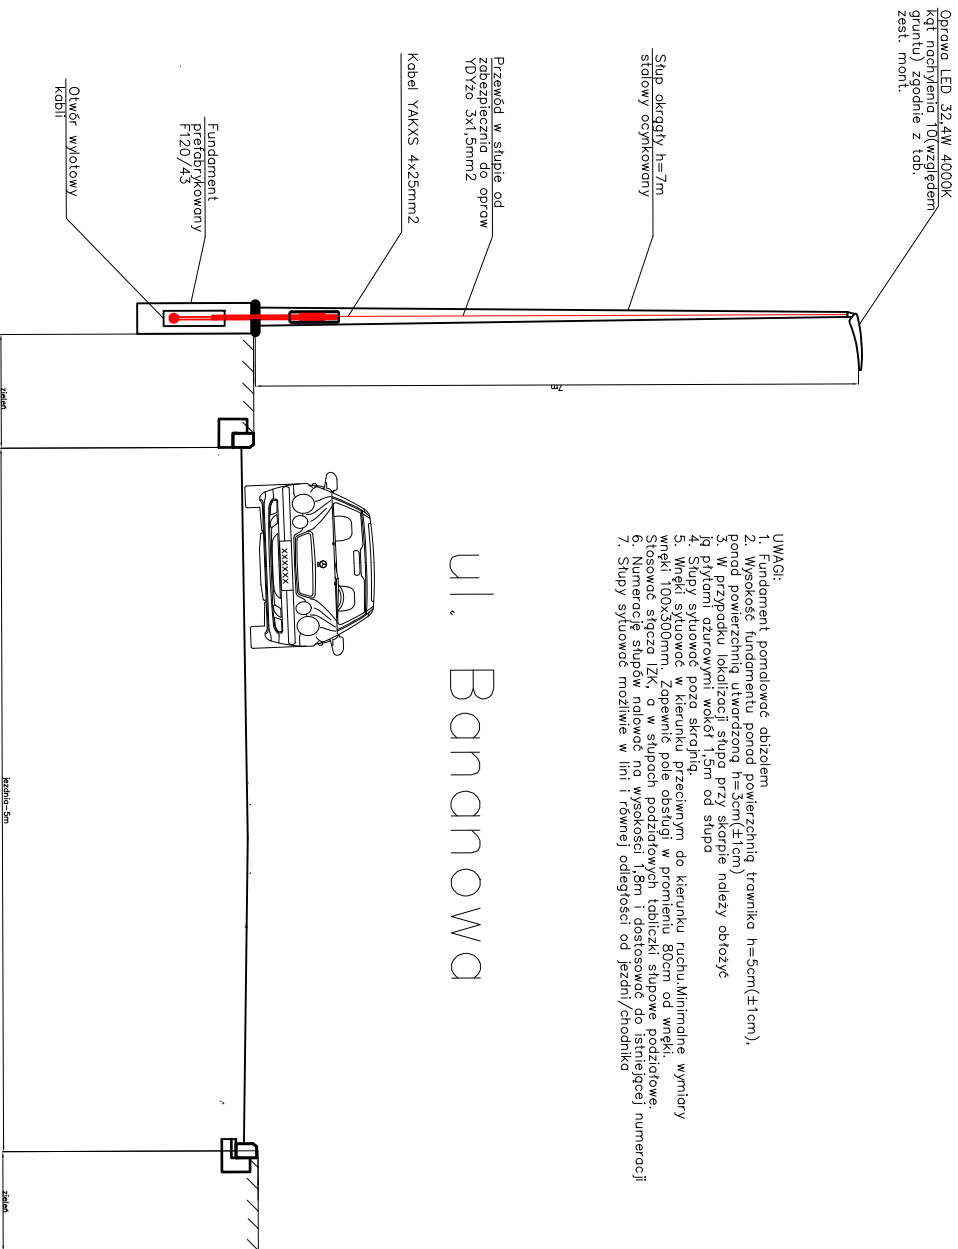 Oprawa LED 32,4W 4000K
kąt nachylenia 10(względem
gruntu) zgodnie z tab.
zest. mont.
Słup okrągły h=7m
stalowy ocynkowany
Przewód w słupie od
zabezpiecznia do opraw
YDYżo 3x1,5mm2
Kabel YAKXS 4x25mm2
Fundament
prefabrykowany
F120/43
Otwór wylotowy
kabli
7m
UWAGI:
1. Fundament pomalować abizolem
2. Wysokość fundamentu ponad powierzchnią trawnika h=5cm(±1cm),
ponad powierzchnią utwardzoną h=3cm(±1cm)
3. W przypadku lokalizacji słupa przy skarpie należy obłożyć
ją płytami ażurowymi wokół 1,5m od słupa
4. Słupy sytuować poza skrajnią.
5. Wnęki sytuować w kierunku przeciwnym do kierunku ruchu.Minimalne wymiary
wnęki 100x300mm. Zapewnić pole obsługi w promieniu 80cm od wnęki.
Stosować słącza IZK, a w słupach podziałowych tabliczki słupowe podziałowe.
6. Numerację słupów nalować na wysokości 1,8m i dostosować do istniejącej numeracji
7. Słupy sytuować możliwie w lini i równej odległości od jezdni/chodnika
ul. Bananowa
XXXXXX
zieleń
jezdnia-5m
zieleń